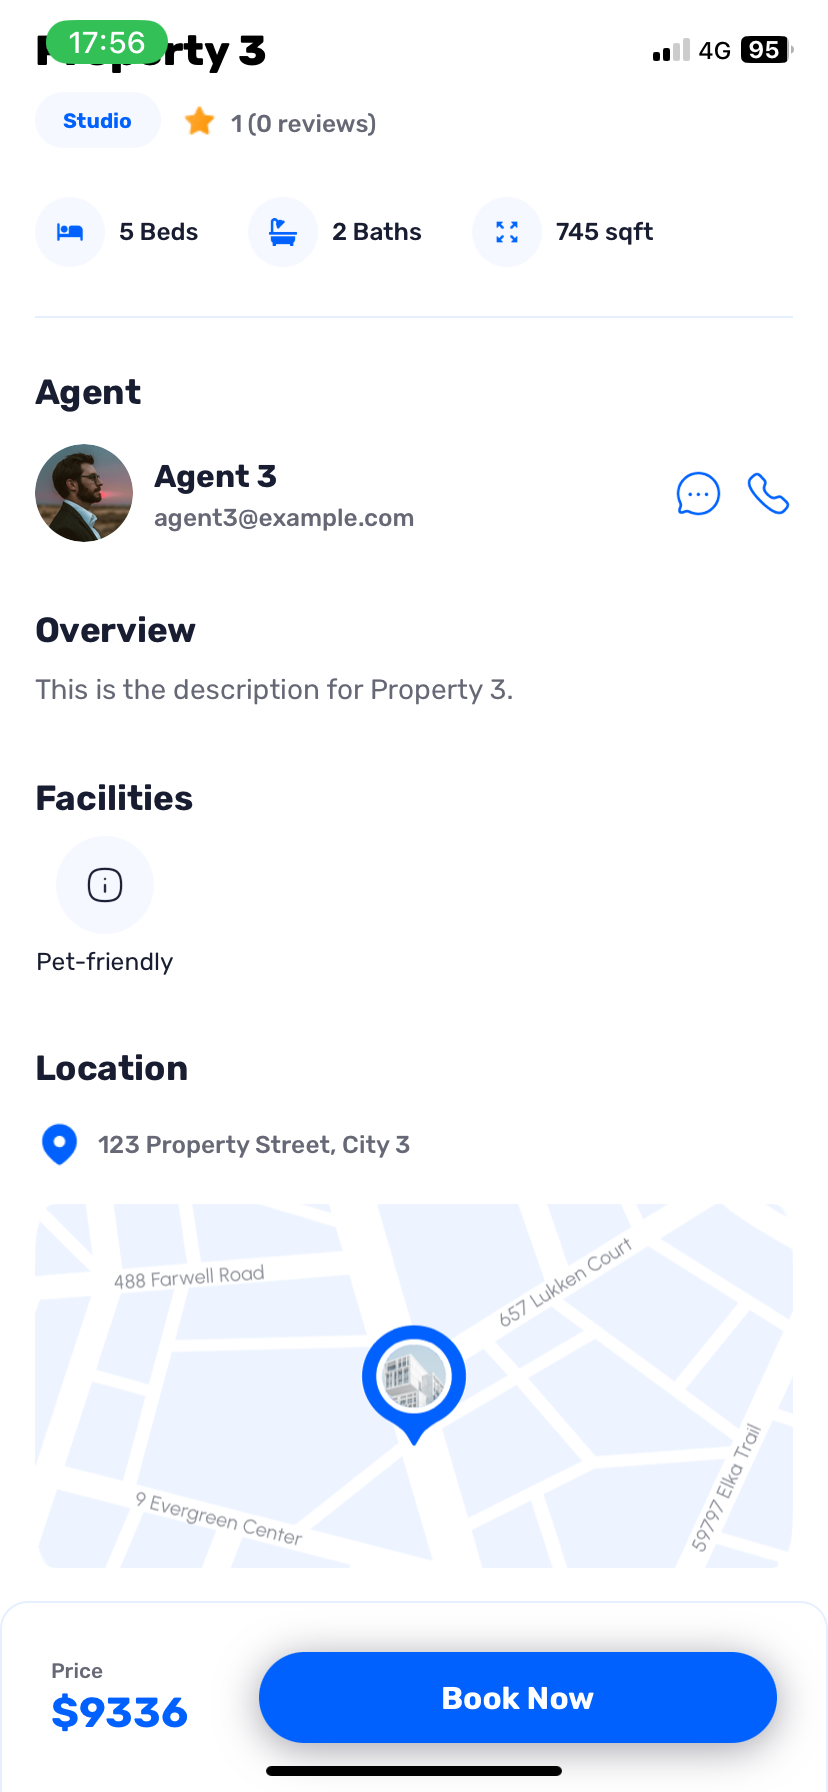 17:56
Property 3
4G
95
Studio
1 (0 reviews)
5 Beds
2 Baths
745 sqft
Agent
Agent 3
agent3@example.com
Overview
This is the description for Property 3.
Facilities
Pet-friendly
Location
123 Property Street, City 3
488 Farwell Road
657 Lukken Court
9 Evergreen Center
59797 Elka Trail
Price
$9336
Book Now